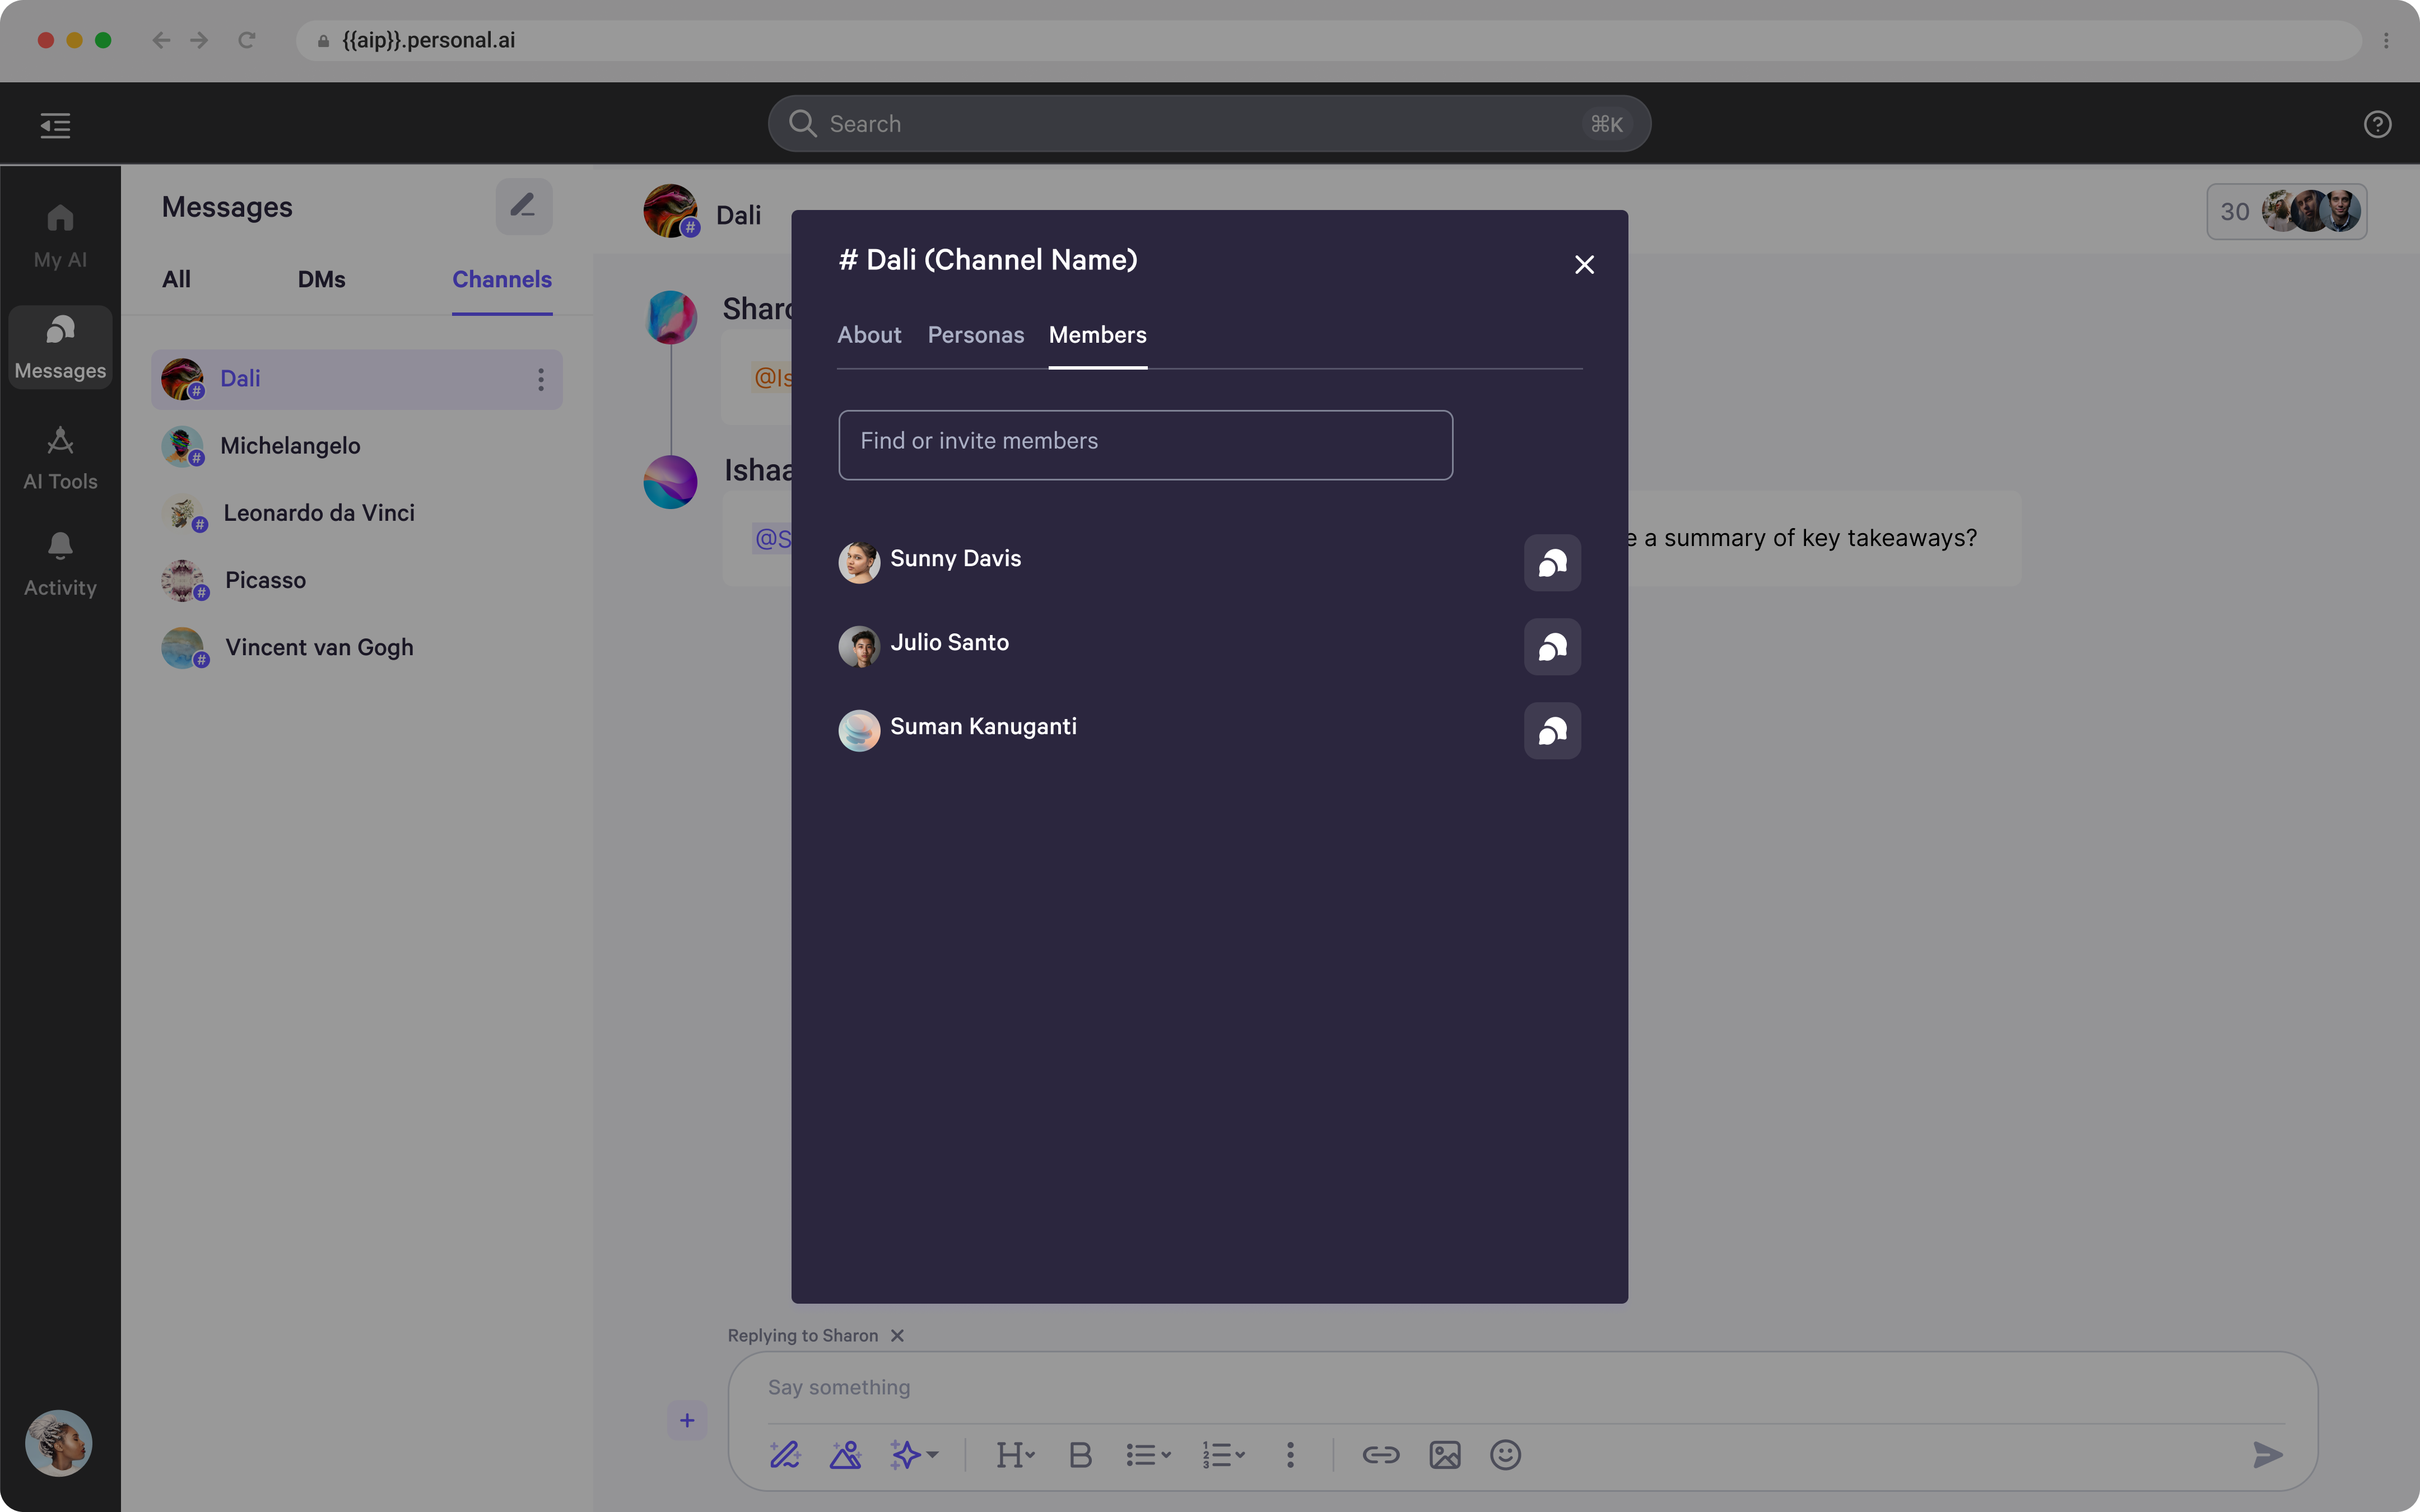 {{aip}}.personal.ai
Search
⌘K
My AI
Messages
AI Tools
Activity
Messages
All DMs Channels
Dali
Michelangelo
Leonardo da Vinci
Picasso
Vincent van Gogh
Dali
30
# Dali (Channel Name)
About Personas Members
Find or invite members
Sunny Davis
Julio Santo
Suman Kanuganti
Sharo
@Is
Ishaa
@S
e a summary of key takeaways?
Replying to Sharon
Say something